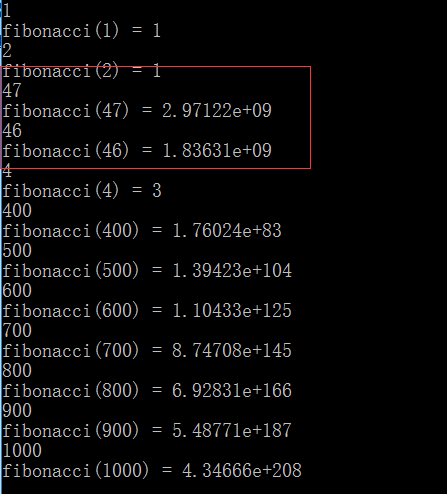 1
fibonacci(1) = 1
2
fibonacci(2) = 1
47
fibonacci(47) = 2.97122e+09
46
fibonacci(46) = 1.83631e+09
4
fibonacci(4) = 3
400
fibonacci(400) = 1.76024e+83
500
fibonacci(500) = 1.39423e+104
600
fibonacci(600) = 1.10433e+125
700
fibonacci(700) = 8.74708e+145
800
fibonacci(800) = 6.92831e+166
900
fibonacci(900) = 5.48771e+187
1000
fibonacci(1000) = 4.34666e+208